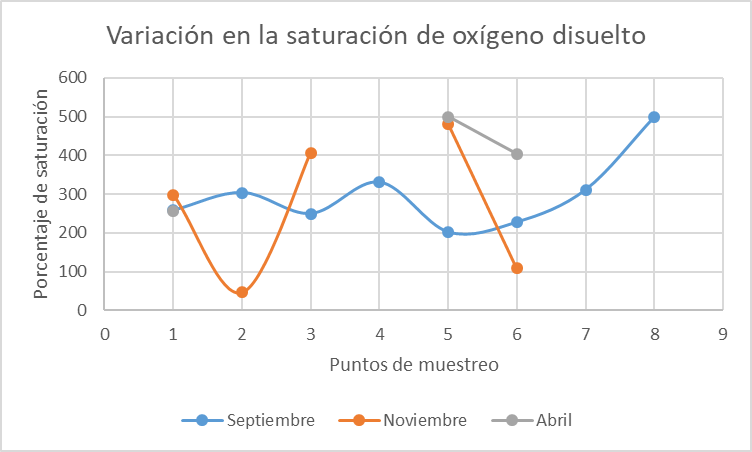 Variación en la saturación de oxígeno disuelto
Porcentaje de saturación
600
500
400
300
200
100
0
0 1 2 3 4 5 6 7 8 9
Puntos de muestreo
Septiembre Noviembre Abril